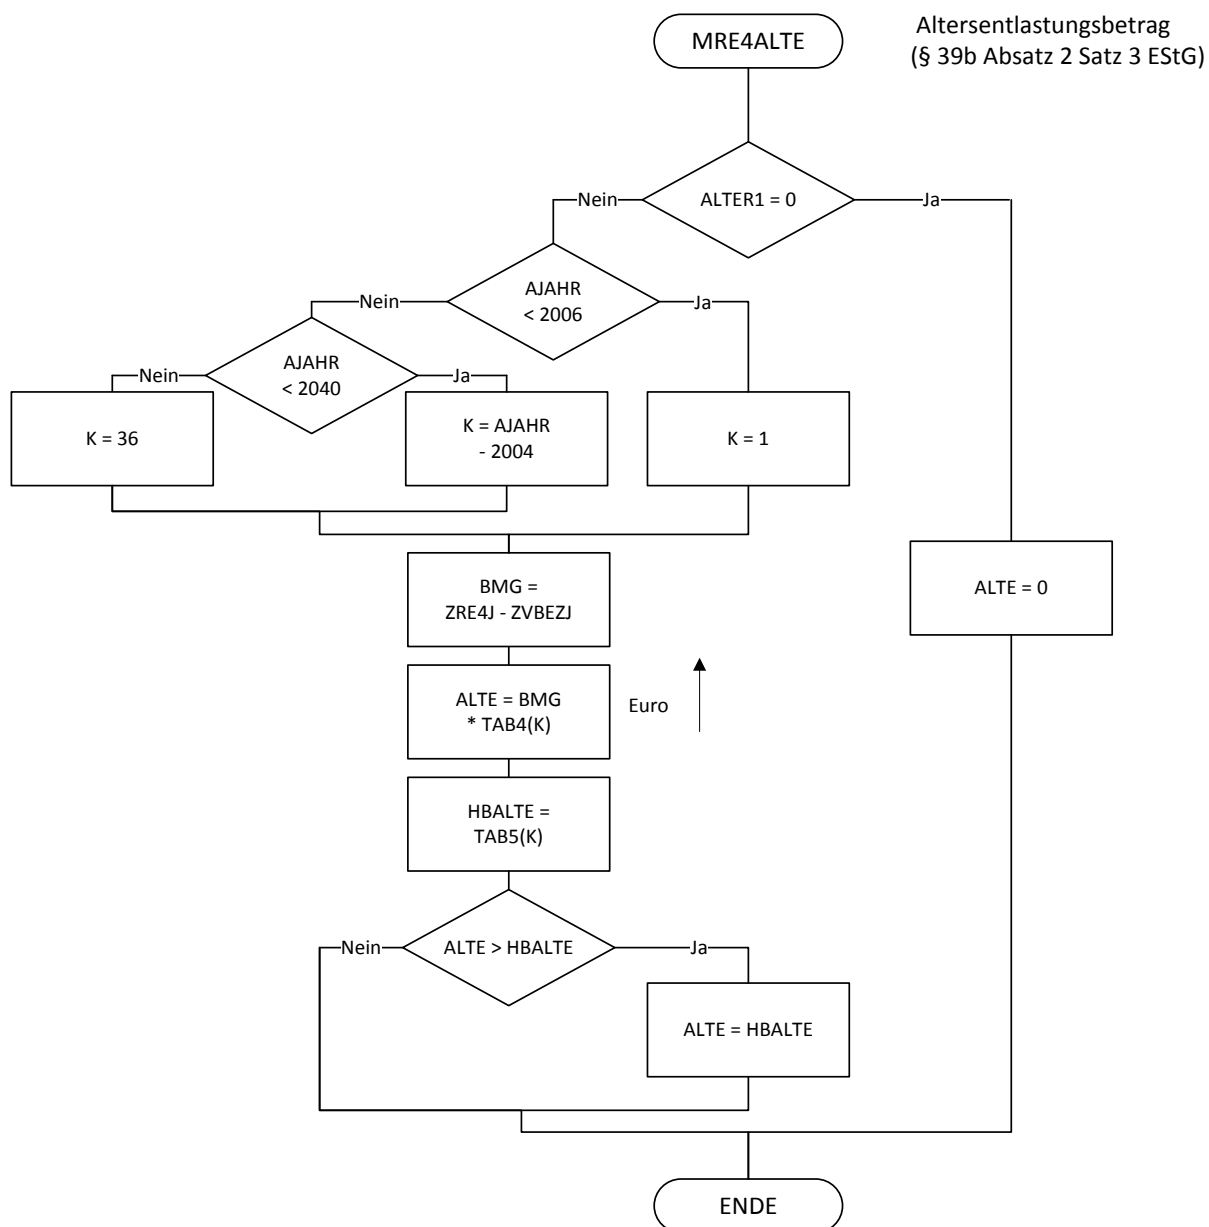 MRE4ALTE
Altersentlastungsbetrag
(§ 39b Absatz 2 Satz 3 EStG)
Nein
ALTER1 = 0
Ja
Nein
AJAHR
< 2006
Ja
Nein
AJAHR
< 2040
Ja
K = 36
K = AJAHR
- 2004
K = 1
BMG =
ZRE4J - ZVBEZJ
ALTE = 0
ALTE = BMG
* TAB4(K)
Euro
HBALTE =
TAB5(K)
Nein
ALTE > HBALTE
Ja
ALTE = HBALTE
ENDE